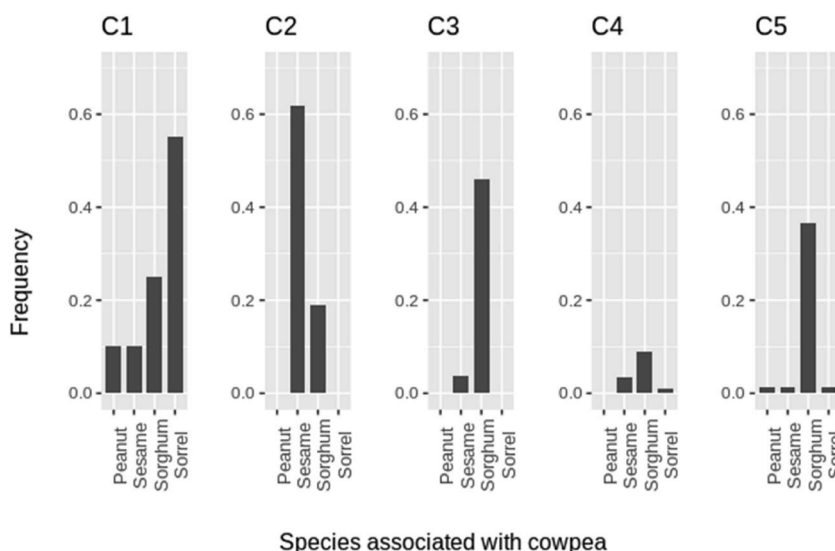 C1 C2 C3 C4 C5
0.6 0.6 0.6 0.6 0.6
0.4 0.4 0.4 0.4 0.4
0.2 0.2 0.2 0.2 0.2
0.0 0.0 0.0 0.0 0.0
Frequency
Peanut Sesame Sorghum Sorrel Peanut Sesame Sorghum Sorrel Peanut Sesame Sorghum Sorrel Peanut Sesame Sorghum Sorrel Peanut Sesame Sorghum Sorrel
Species associated with cowpea